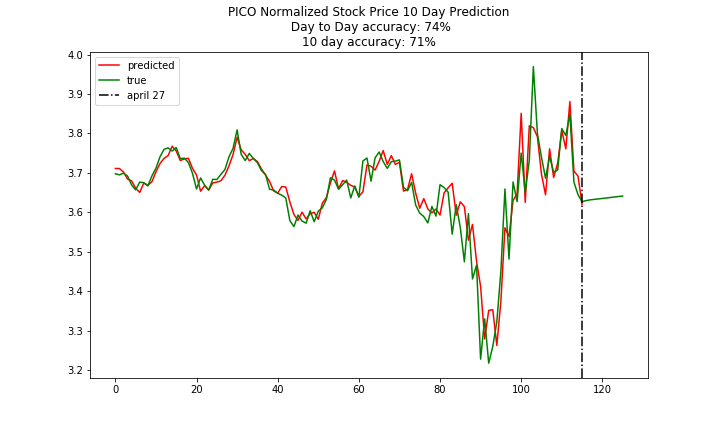 PICO Normalized Stock Price 10 Day Prediction
Day to Day accuracy: 74%
10 day accuracy: 71%
predicted
true
april 27
4.0
3.9
3.8
3.7
3.6
3.5
3.4
3.3
3.2
0 20 40 60 80 100 120